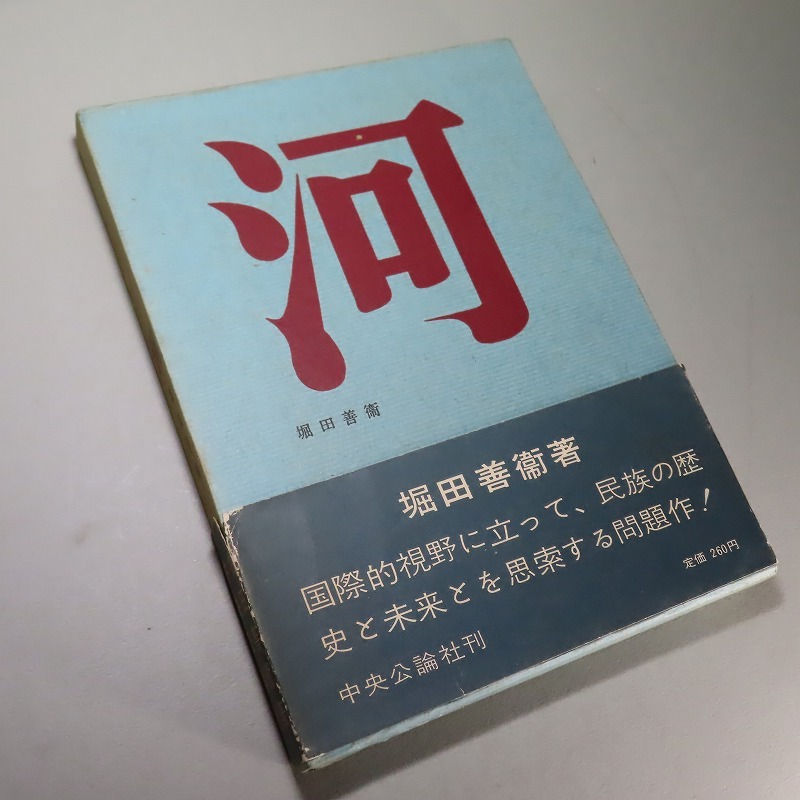 河
堀田善衞
堀田善衞著
国際的視野に立って、民族の歴
史と未来とを思索する問題作!
定価 260円
中央公論社刊